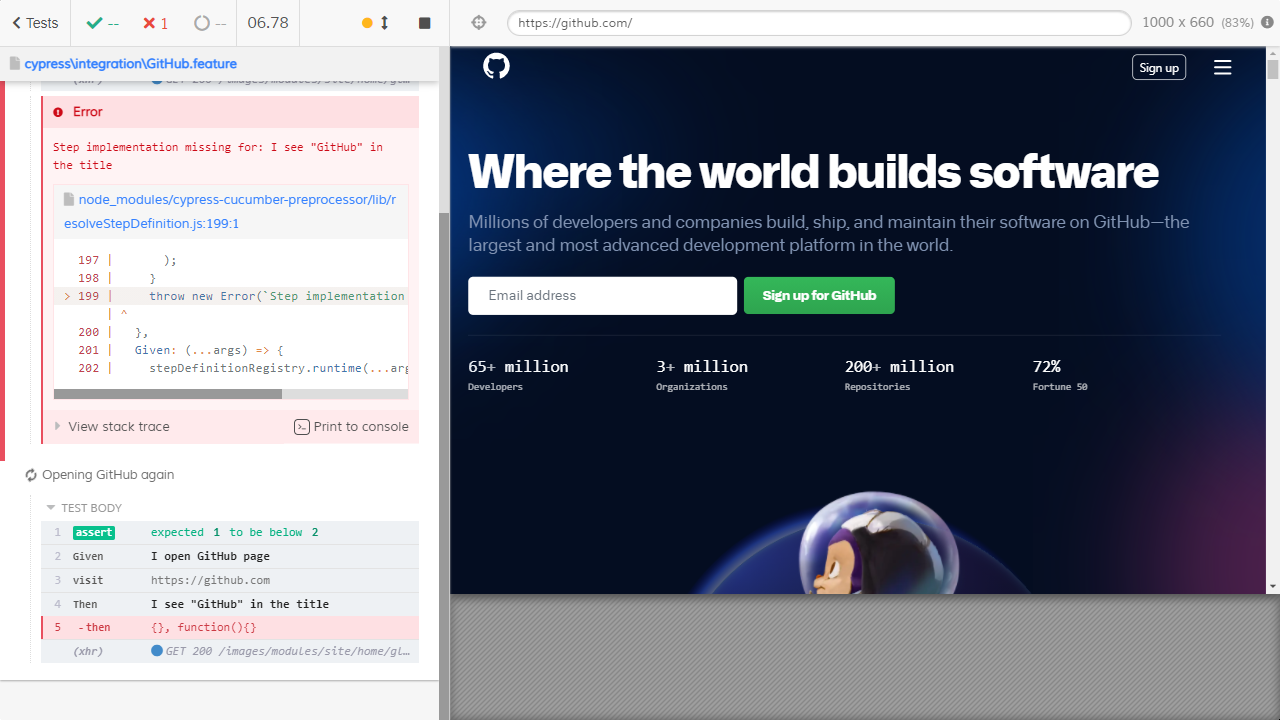 Tests
--
1
--
06.78
https://github.com/
1000 x 660 (83%)
cypress\integration\GitHub.feature
(xhr) GET 200 /images/modules/site/home/gl…
Error
Step implementation missing for: I see "GitHub" in
the title
node_modules/cypress-cucumber-preprocessor/lib/r
esolveStepDefinition.js:199:1
197 | );
198 | }
> 199 | throw new Error(`Step implementation
| ^
200 | },
201 | Given: (...args) => {
202 | stepDefinitionRegistry.runtime(...arg
View stack trace
Print to console
Opening GitHub again
TEST BODY
1 assert expected 1 to be below 2
2 Given I open GitHub page
3 visit https://github.com
4 Then I see "GitHub" in the title
5 -then {}, function(){}
(xhr) GET 200 /images/modules/site/home/gl…
Sign up
Where the world builds software
Millions of developers and companies build, ship, and maintain their software on GitHub—the
largest and most advanced development platform in the world.
Email address
Sign up for GitHub
65+ million
Developers
3+ million
Organizations
200+ million
Repositories
72%
Fortune 50